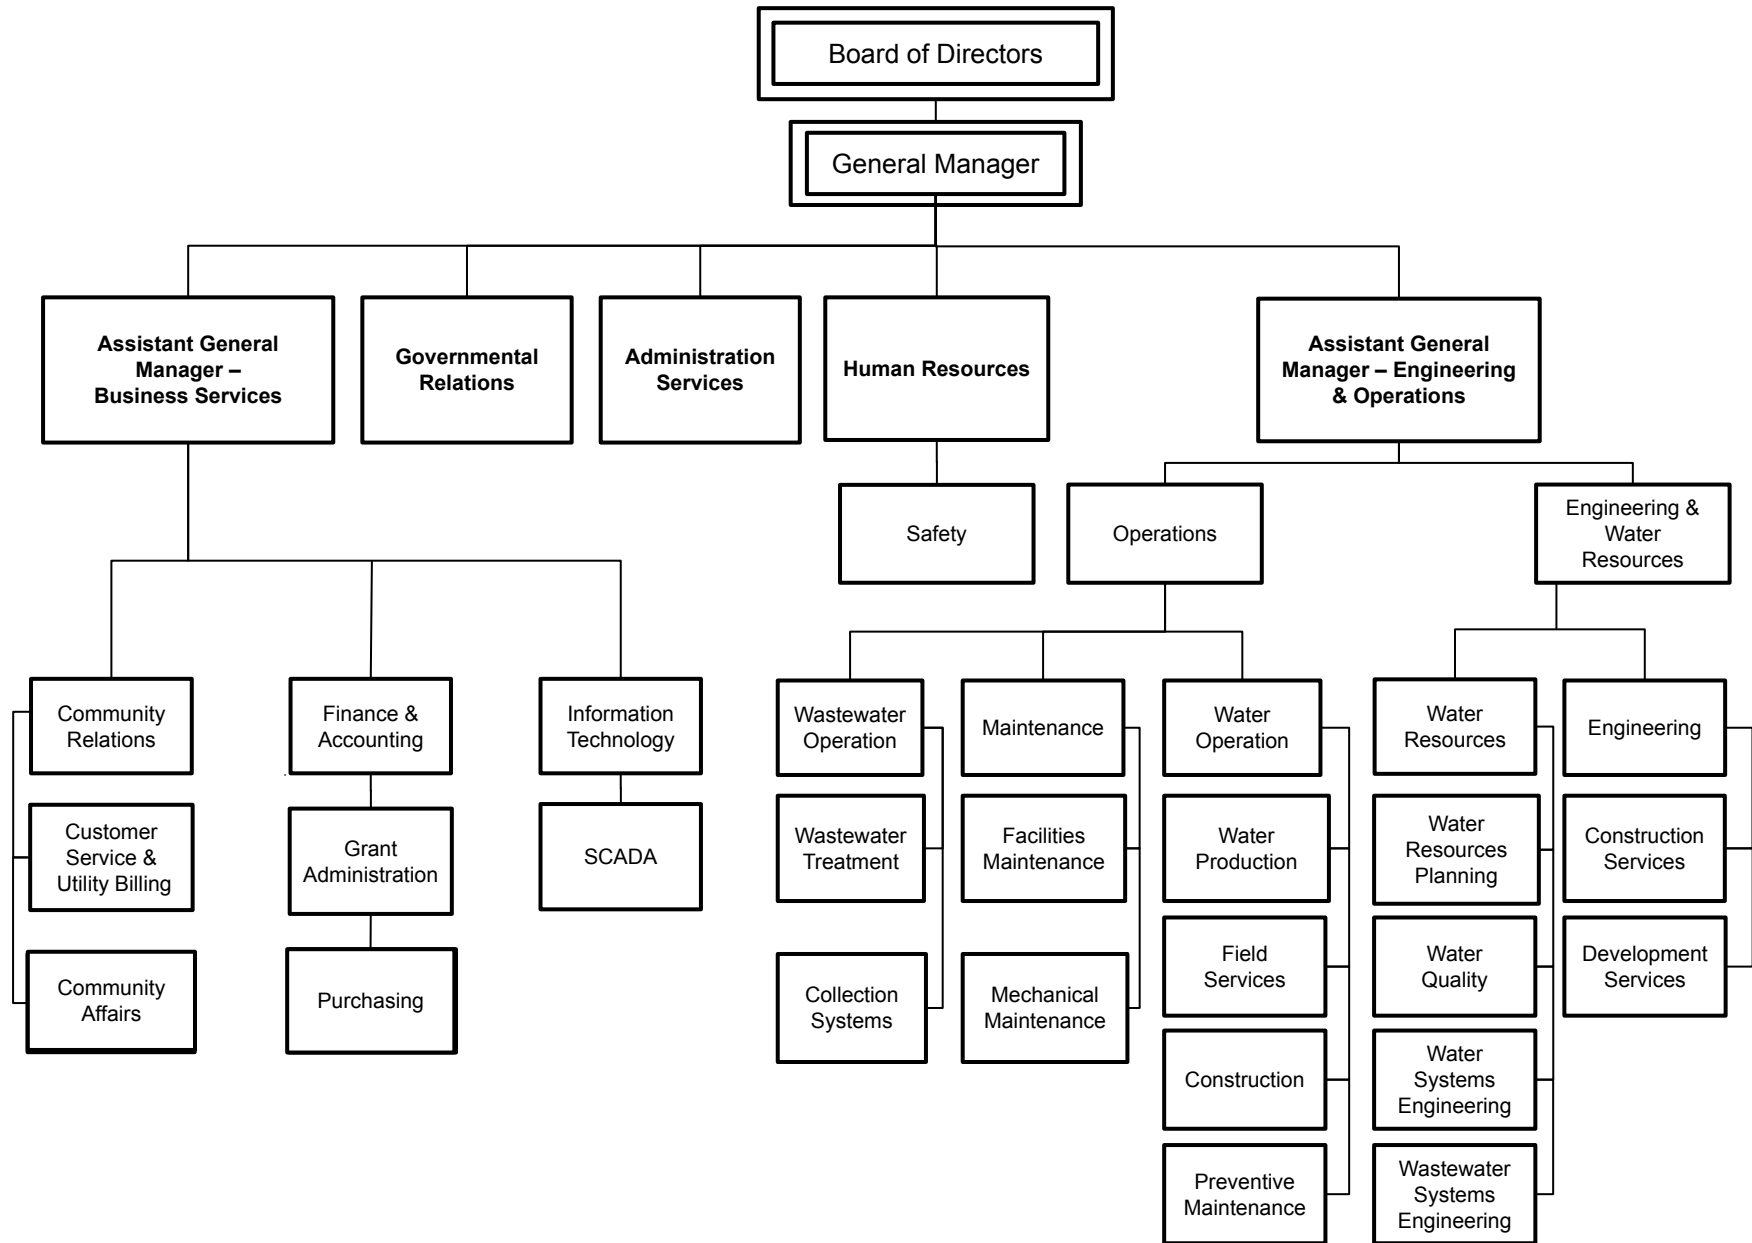 Board of Directors
General Manager
Assistant General
Manager –
Business Services
Governmental
Relations
Administration
Services
Human Resources
Assistant General
Manager – Engineering
& Operations
Safety
Operations
Engineering &
Water
Resources
Community
Relations
Finance &
Accounting
Information
Technology
Wastewater
Operation
Maintenance
Water
Operation
Water
Resources
Engineering
Customer
Service &
Utility Billing
Grant
Administration
SCADA
Wastewater
Treatment
Facilities
Maintenance
Water
Production
Water
Resources
Planning
Construction
Services
Community
Affairs
Purchasing
Collection
Systems
Mechanical
Maintenance
Field
Services
Water
Quality
Development
Services
Construction
Water
Systems
Engineering
Preventive
Maintenance
Wastewater
Systems
Engineering